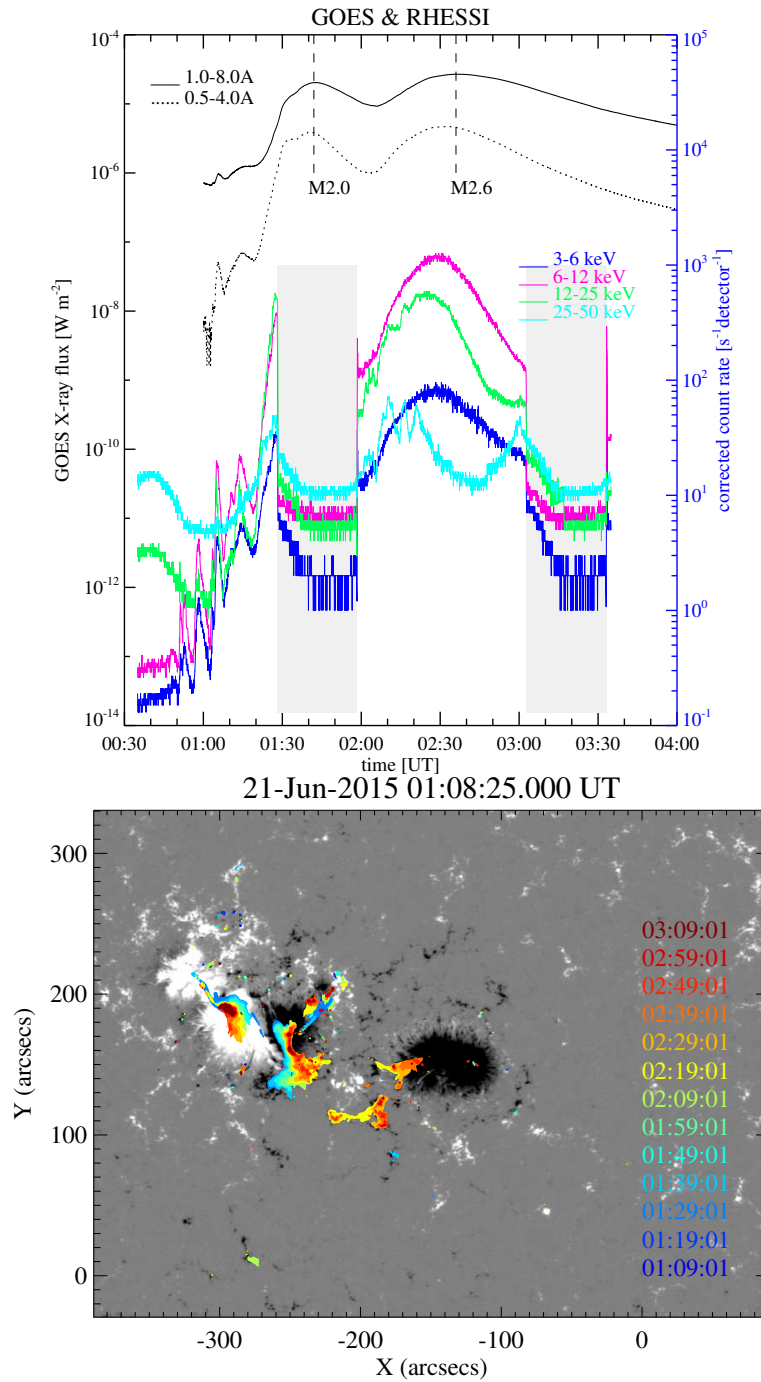 GOES & RHESSI
10^-4
10^-6
10^-8
10^-10
10^-12
10^-14
GOES X-ray flux [W m^-2]
1.0-8.0A
0.5-4.0A
M2.0
M2.6
3-6 keV
6-12 keV
12-25 keV
25-50 keV
10^5
10^4
10^3
10^2
10^1
10^0
10^-1
corrected count rate [s^-1 detector^-1]
00:30 01:00 01:30 02:00 02:30 03:00 03:30 04:00
time [UT]
21-Jun-2015 01:08:25.000 UT
300
200
100
0
Y (arcsecs)
03:09:01
02:59:01
02:49:01
02:39:01
02:29:01
02:19:01
02:09:01
01:59:01
01:49:01
01:39:01
01:29:01
01:19:01
01:09:01
-300 -200 -100 0
X (arcsecs)